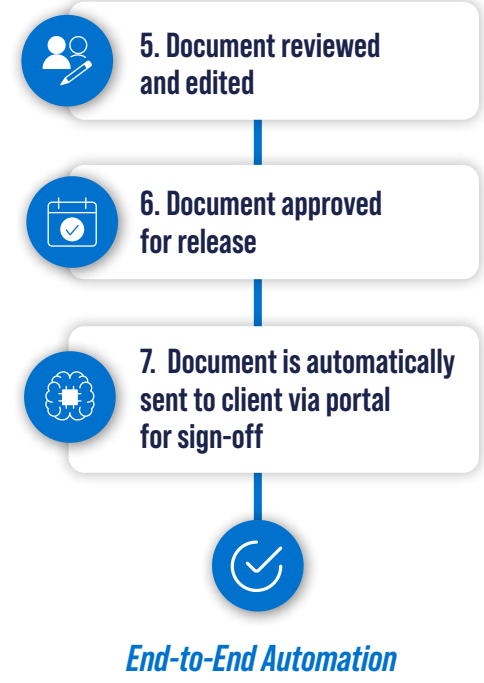 5. Document reviewed
and edited
6. Document approved
for release
7. Document is automatically
sent to client via portal
for sign-off
End-to-End Automation